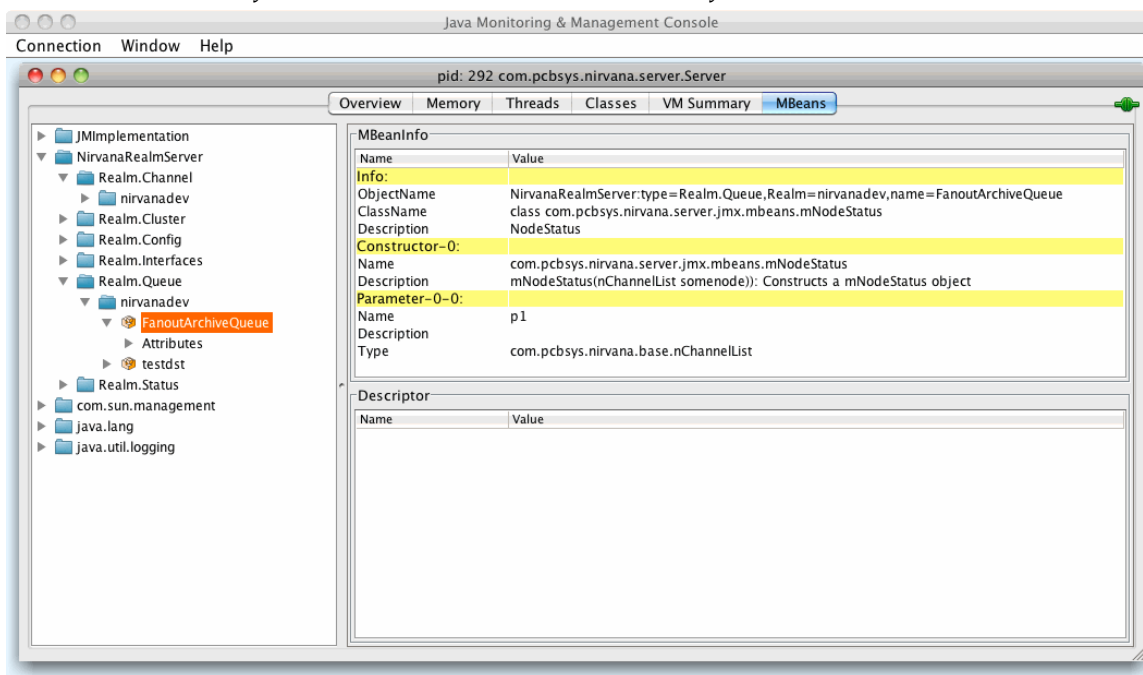 Java Monitoring & Management Console
Connection Window Help
pid: 292 com.pcbsys.nirvana.server.Server
Overview Memory Threads Classes VM Summary MBeans
JMImplementation
NirvanaRealmServer
Realm.Channel
nirvanadev
Realm.Cluster
Realm.Config
Realm.Interfaces
Realm.Queue
nirvanadev
FanoutArchiveQueue
Attributes
testdst
Realm.Status
com.sun.management
java.lang
java.util.logging
MBeanInfo
Name Value
Info:
ObjectName NirvanaRealmServer:type=Realm.Queue,Realm=nirvanadev,name=FanoutArchiveQueue
ClassName class com.pcbsys.nirvana.server.jmx.mbeans.mNodeStatus
Description NodeStatus
Constructor-0:
Name com.pcbsys.nirvana.server.jmx.mbeans.mNodeStatus
Description mNodeStatus(nChannelList somenode)): Constructs a mNodeStatus object
Parameter-0-0:
Name p1
Description
Type com.pcbsys.nirvana.base.nChannelList
Descriptor
Name Value